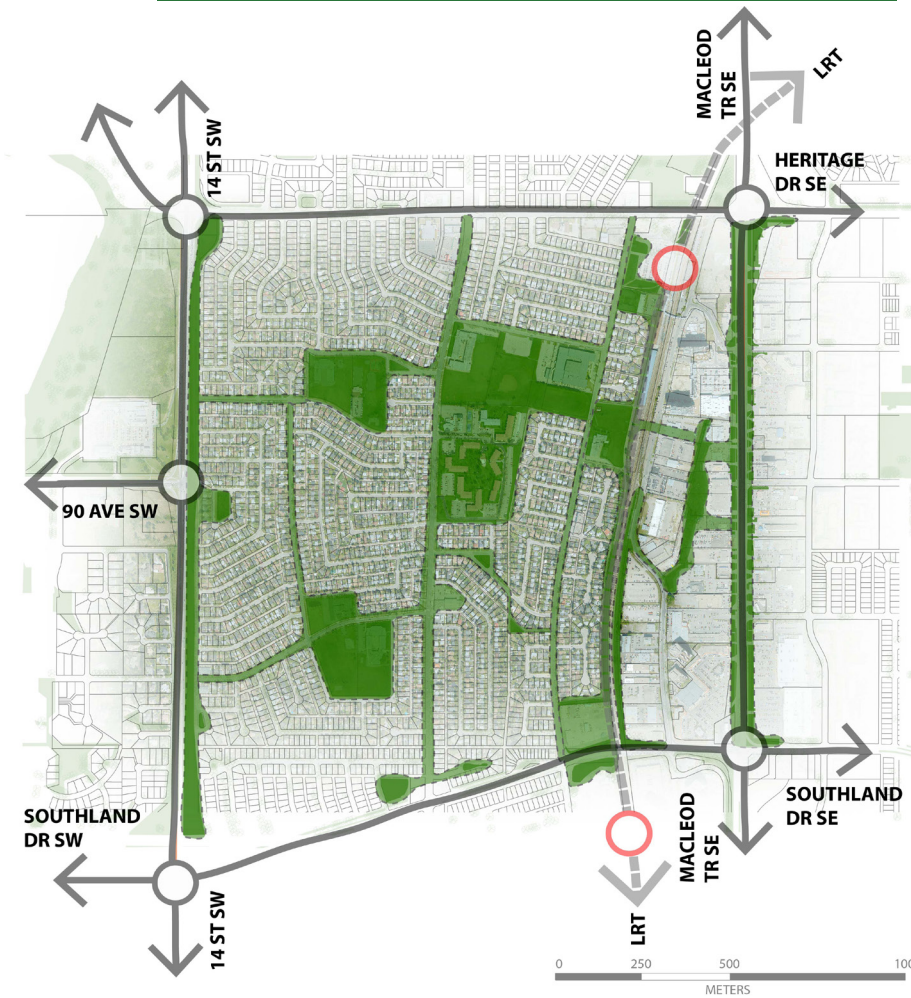 MACLEOD
TR SE
LRT
14 ST SW
HERITAGE
DR SE
90 AVE SW
SOUTHLAND
DR SW
SOUTHLAND
DR SE
MACLEOD
TR SE
14 ST SW
LRT
0 250 500 100
METERS